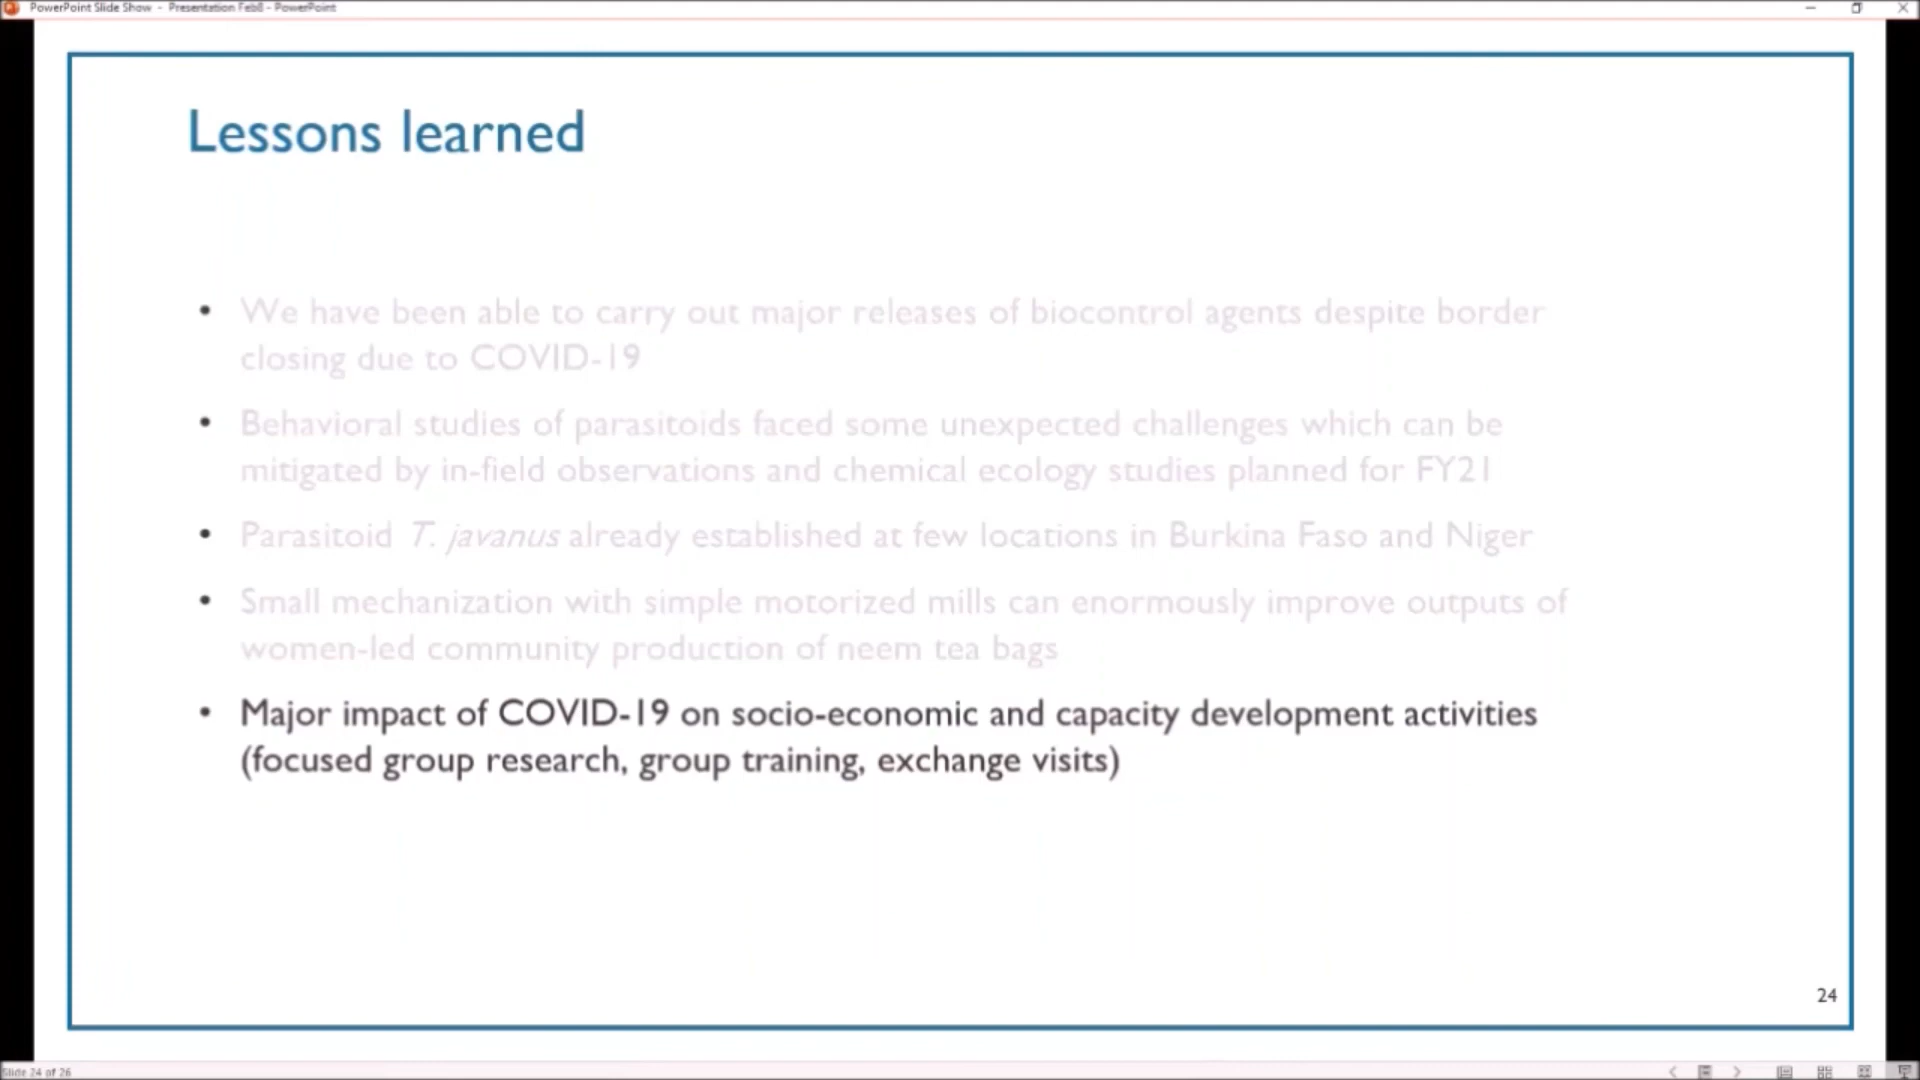 PowerPoint Slide Show - Presentation Feb8 - PowerPoint
Lessons learned
• We have been able to carry out major releases of biocontrol agents despite border
closing due to COVID-19
• Behavioral studies of parasitoids faced some unexpected challenges which can be
mitigated by in-field observations and chemical ecology studies planned for FY21
• Parasitoid T. javanus already established at few locations in Burkina Faso and Niger
• Small mechanization with simple motorized mills can enormously improve outputs of
women-led community production of neem tea bags
• Major impact of COVID-19 on socio-economic and capacity development activities
(focused group research, group training, exchange visits)
24
Slide 24 of 26